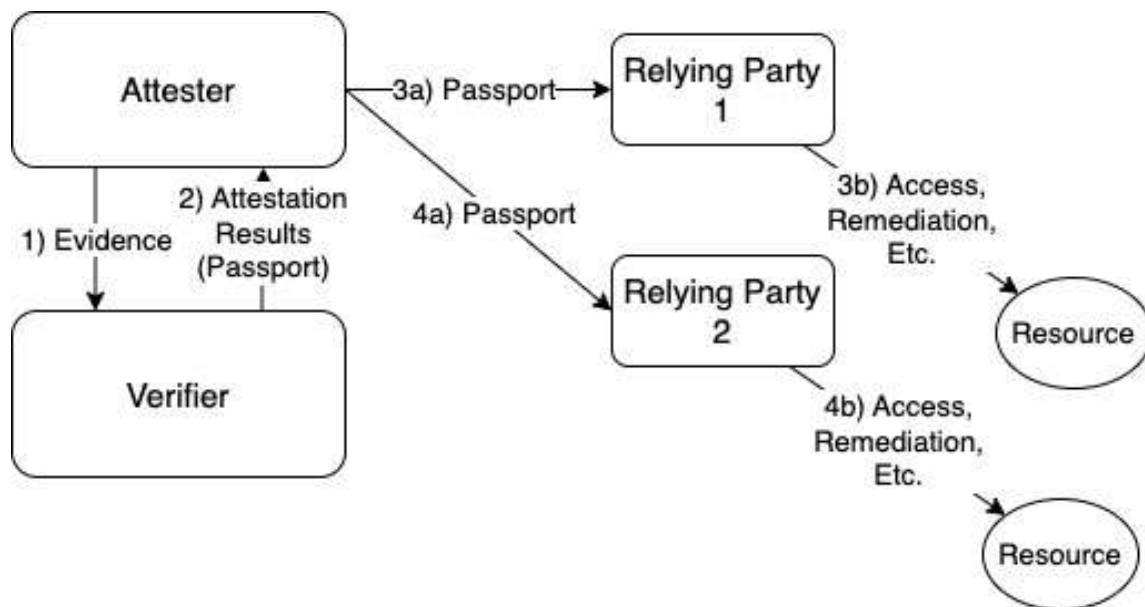 Attester
3a) Passport
Relying Party
1
2) Attestation
Results
(Passport)
1) Evidence
4a) Passport
3b) Access,
Remediation,
Etc.
Relying Party
2
Resource
Verifier
4b) Access,
Remediation,
Etc.
Resource